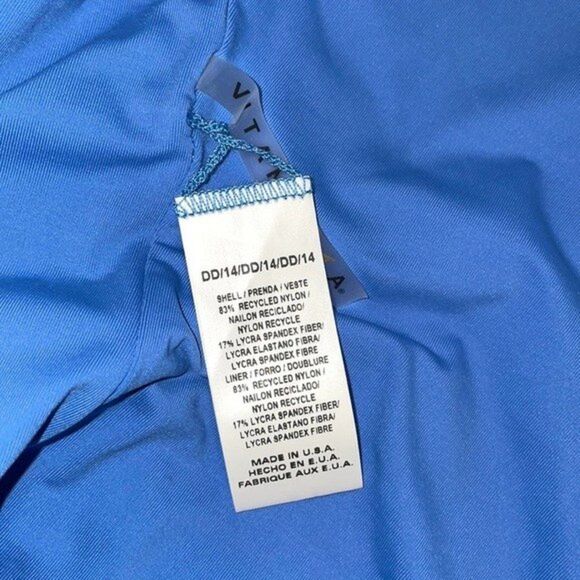 VITAM
A®
DD/14/DD/14/DD/14
SHELL / PRENDA / VESTE
83% RECYCLED NYLON /
NAILON RECICLADO/
NYLON RECYCLE
17% LYCRA SPANDEX FIBER/
LYCRA ELASTANO FIBRA/
LYCRA SPANDEX FIBRE
LINER / FORRO / DOUBLURE
83% RECYCLED NYLON/
NAILON RECICLADO/
NYLON RECYCLE
17% LYCRA SPANDEX FIBER/
LYCRA ELASTANO FIBRA/
LYCRA SPANDEX FIBRE
MADE IN U.S.A.
HECHO EN E.U.A.
FABRIQUE AUX E.U.A.